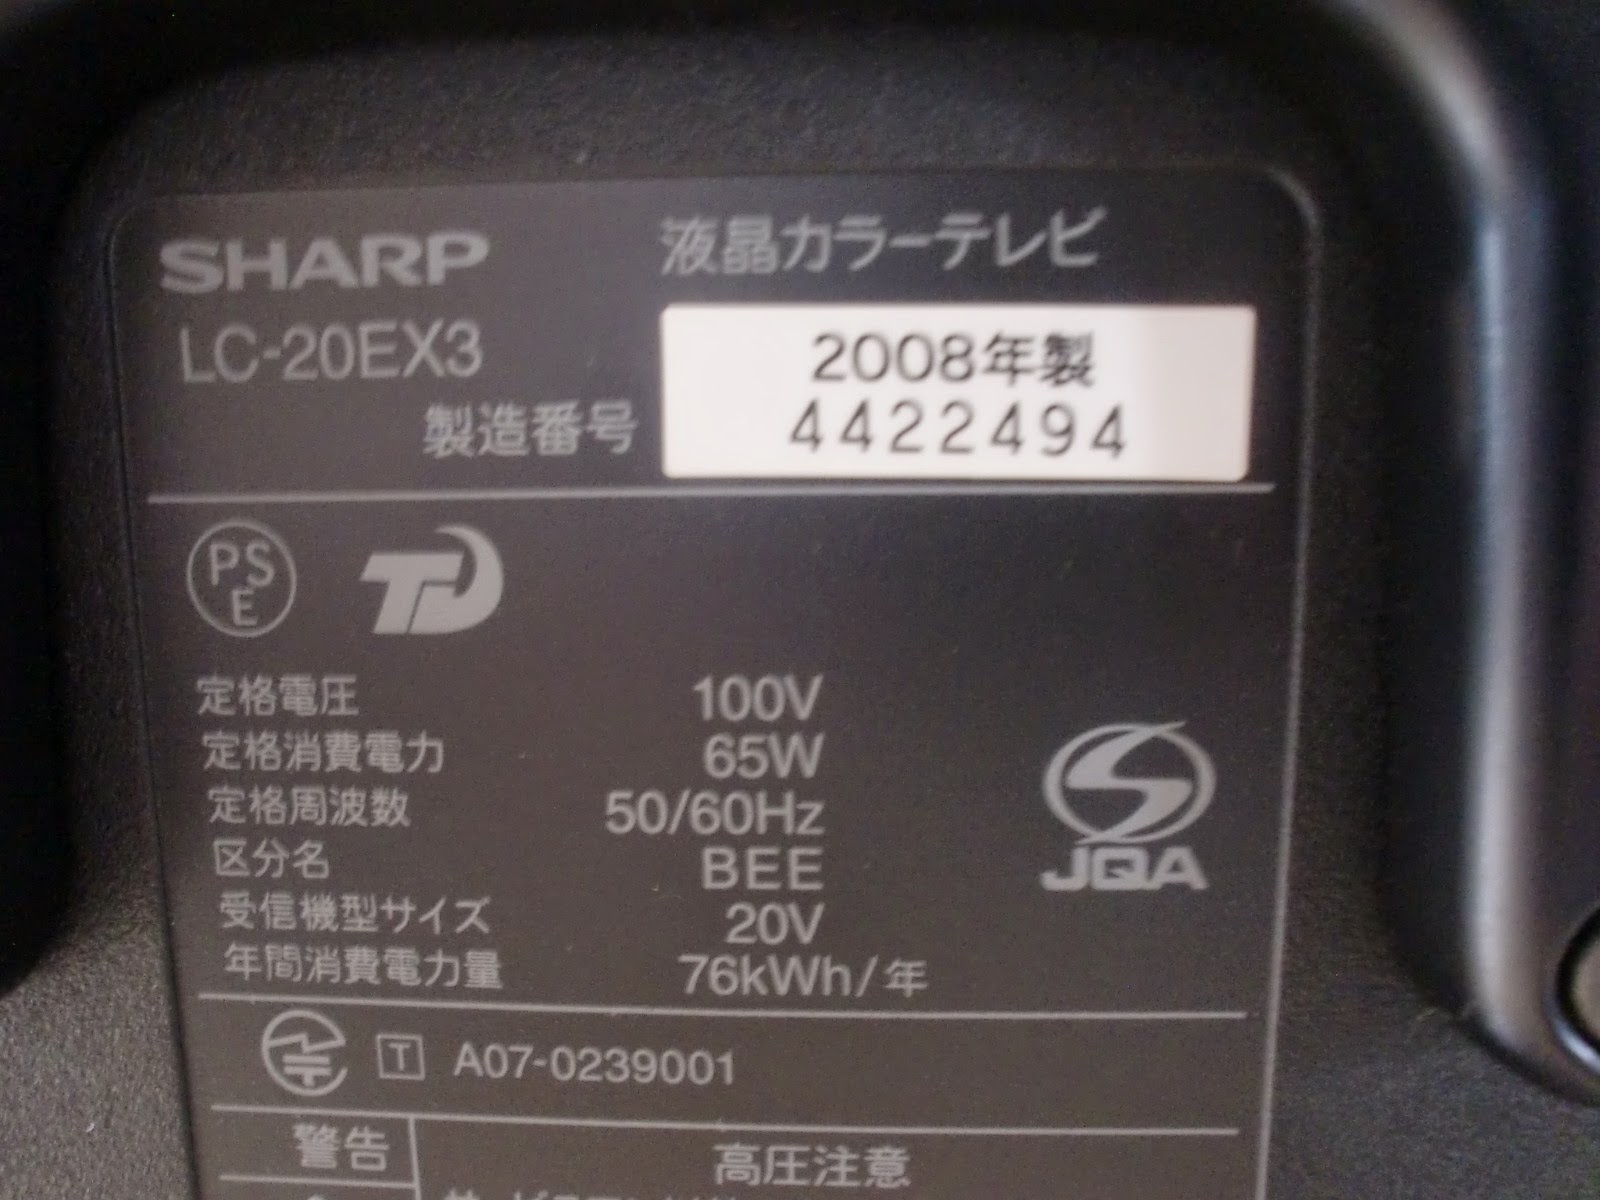 SHARP 液晶カラーテレビ
LC-20EX3
2008年製
製造番号 4422494
PSE
定格電圧 100V
定格消費電力 65W
定格周波数 50/60Hz
区分名 BEE
受信機型サイズ 20V
年間消費電力量 76kWh/年
JQA
T A07-0239001
警告 高圧注意